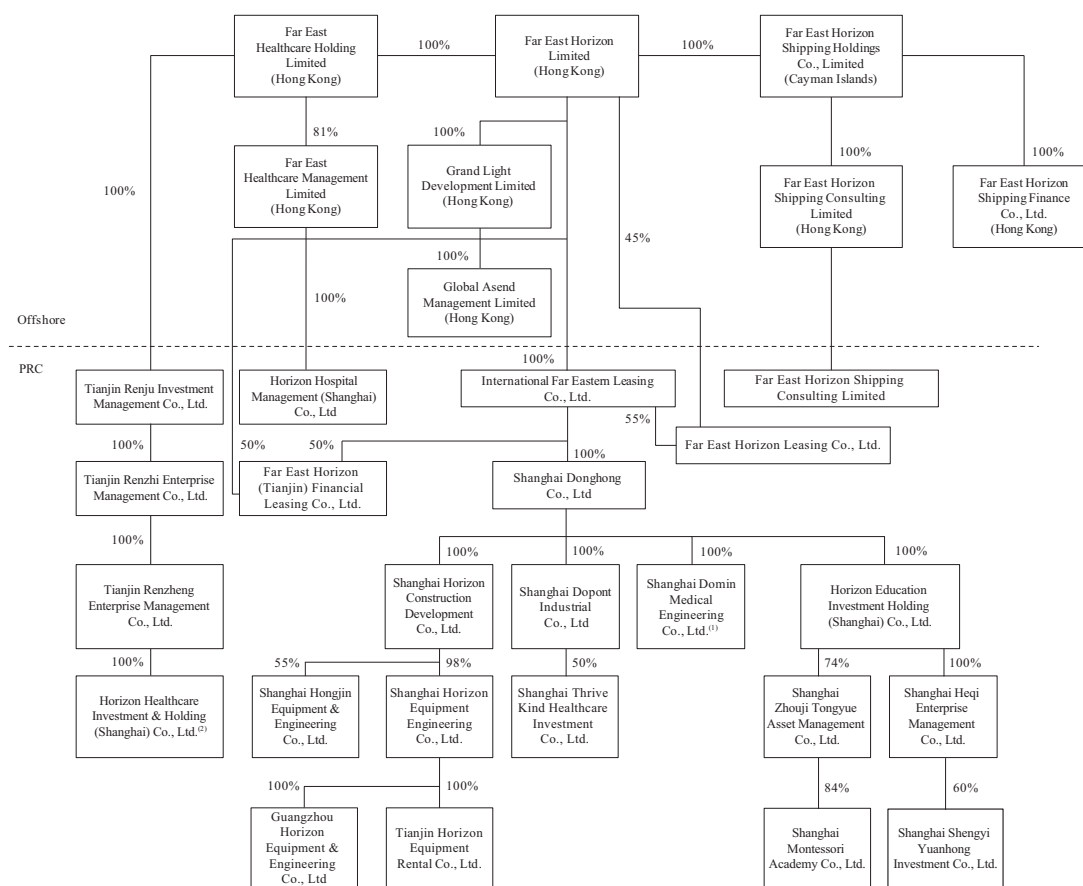 Far East
Healthcare Holding
Limited
(Hong Kong)
100%
Far East Horizon
Limited
(Hong Kong)
100%
Far East Horizon
Shipping Holdings
Co., Limited
(Cayman Islands)
81%
100%
100%
100%
100%
Far East
Healthcare Management
Limited
(Hong Kong)
Grand Light
Development Limited
(Hong Kong)
Far East Horizon
Shipping Consulting
Limited
(Hong Kong)
Far East Horizon
Shipping Finance
Co., Ltd.
(Hong Kong)
45%
100%
100%
Global Asend
Management Limited
(Hong Kong)
Offshore
PRC
100%
Tianjin Renju Investment
Management Co., Ltd.
Horizon Hospital
Management (Shanghai)
Co., Ltd
International Far Eastern Leasing
Co., Ltd.
Far East Horizon Shipping
Consulting Limited
55%
Far East Horizon Leasing Co., Ltd.
100%
50%
50%
100%
Tianjin Renzhi Enterprise
Management Co., Ltd.
Far East Horizon
(Tianjin) Financial
Leasing Co., Ltd.
Shanghai Donghong
Co., Ltd
100%
100%
100%
100%
100%
Tianjin Renzheng
Enterprise Management
Co., Ltd.
Shanghai Horizon
Construction
Development
Co., Ltd.
Shanghai Dopont
Industrial
Co., Ltd
Shanghai Domin
Medical
Engineering
Co., Ltd.(1)
Horizon Education
Investment Holding
(Shanghai) Co., Ltd.
100%
55%
98%
50%
74%
100%
Horizon Healthcare
Investment & Holding
(Shanghai) Co., Ltd.(2)
Shanghai Hongjin
Equipment &
Engineering
Co., Ltd.
Shanghai Horizon
Equipment
Engineering
Co., Ltd.
Shanghai Thrive
Kind Healthcare
Investment
Co., Ltd.
Shanghai
Zhouji Tongyue
Asset Management
Co., Ltd.
Shanghai Heqi
Enterprise
Management
Co., Ltd.
100%
100%
84%
60%
Guangzhou
Horizon
Equipment &
Engineering
Co., Ltd
Tianjin Horizon
Equipment
Rental Co., Ltd.
Shanghai
Montessori
Academy Co., Ltd.
Shanghai Shengyi
Yuanhong
Investment Co., Ltd.